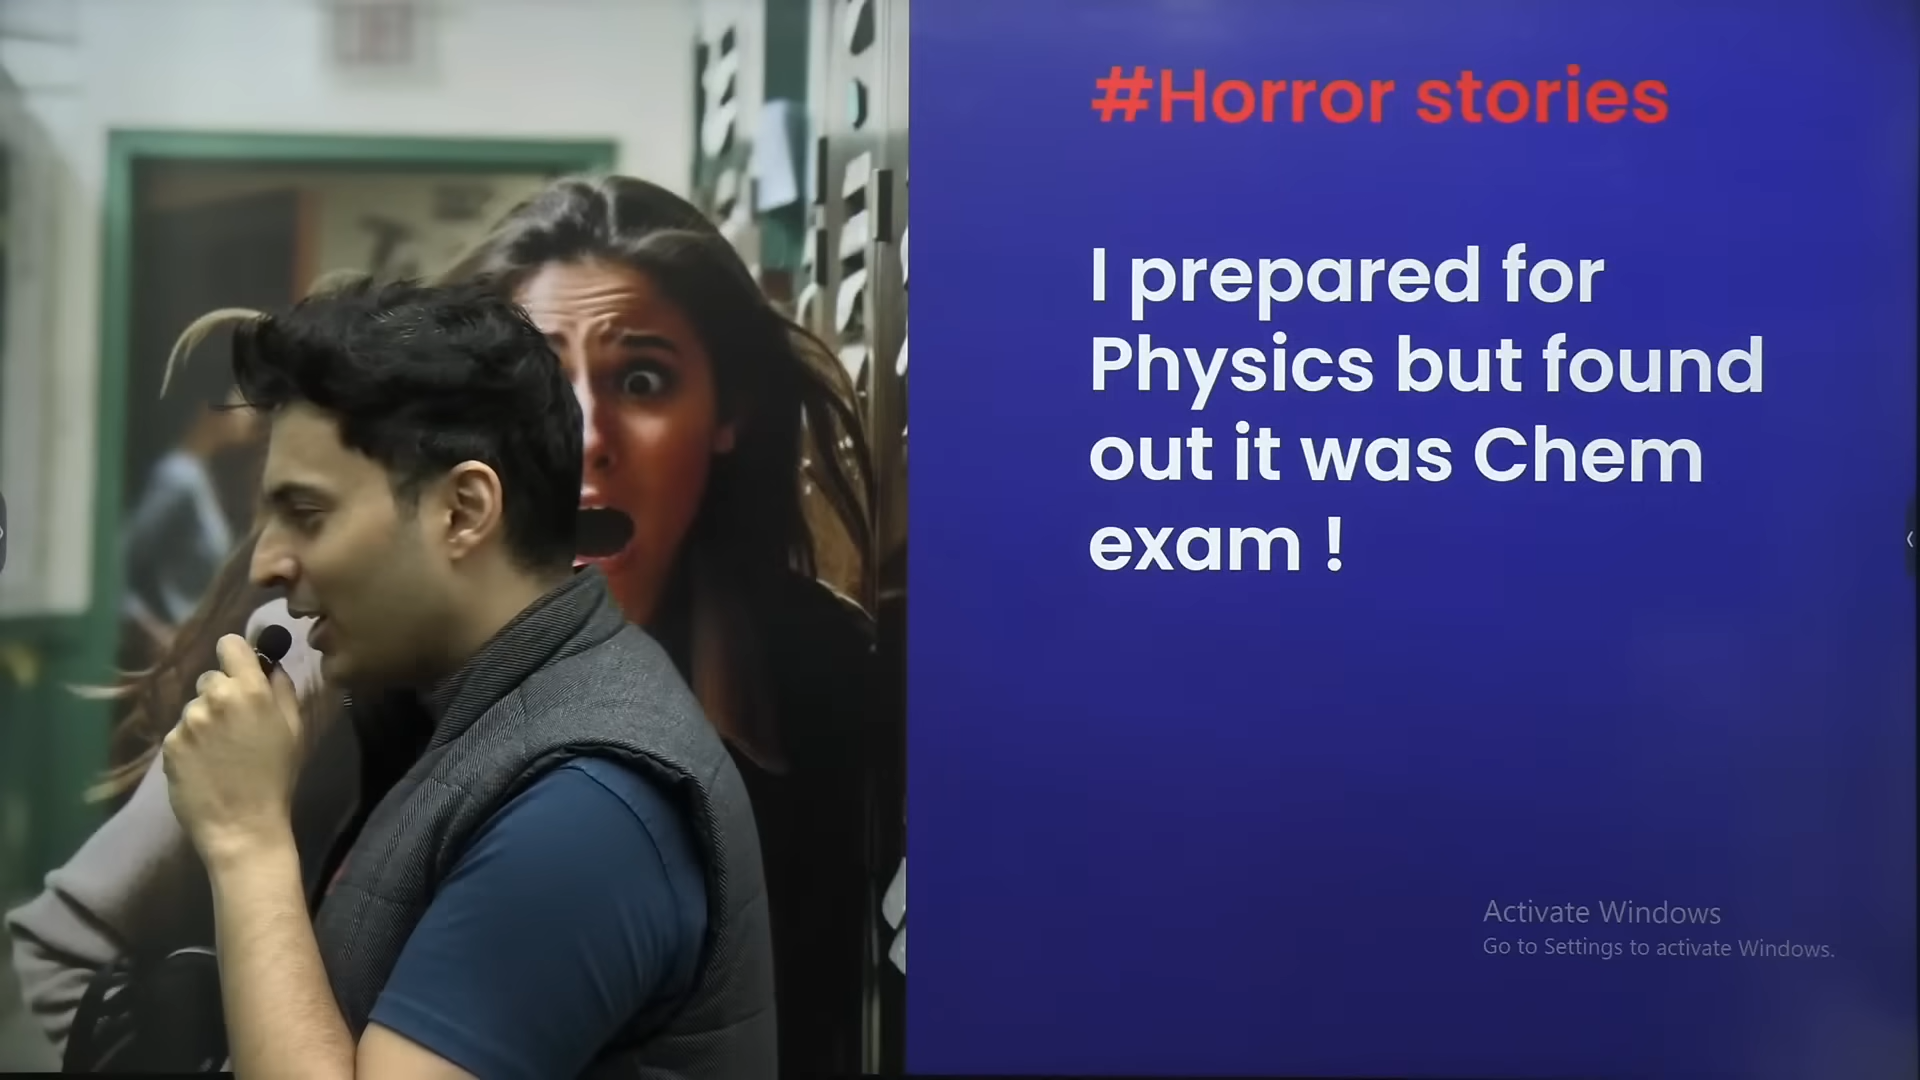 #Horror stories
I prepared for
Physics but found
out it was Chem
exam !
Activate Windows
Go to Settings to activate Windows.